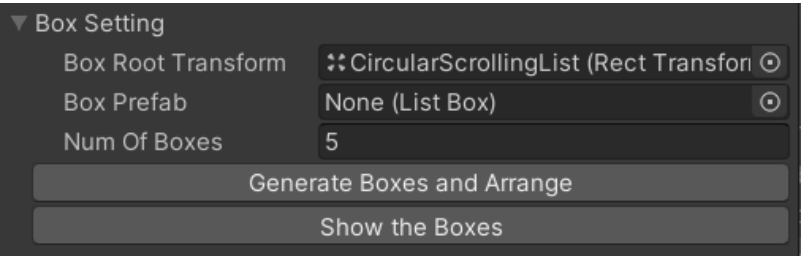 Box Setting
Box Root Transform CircularScrollingList (Rect Transfor
Box Prefab None (List Box)
Num Of Boxes 5
Generate Boxes and Arrange
Show the Boxes